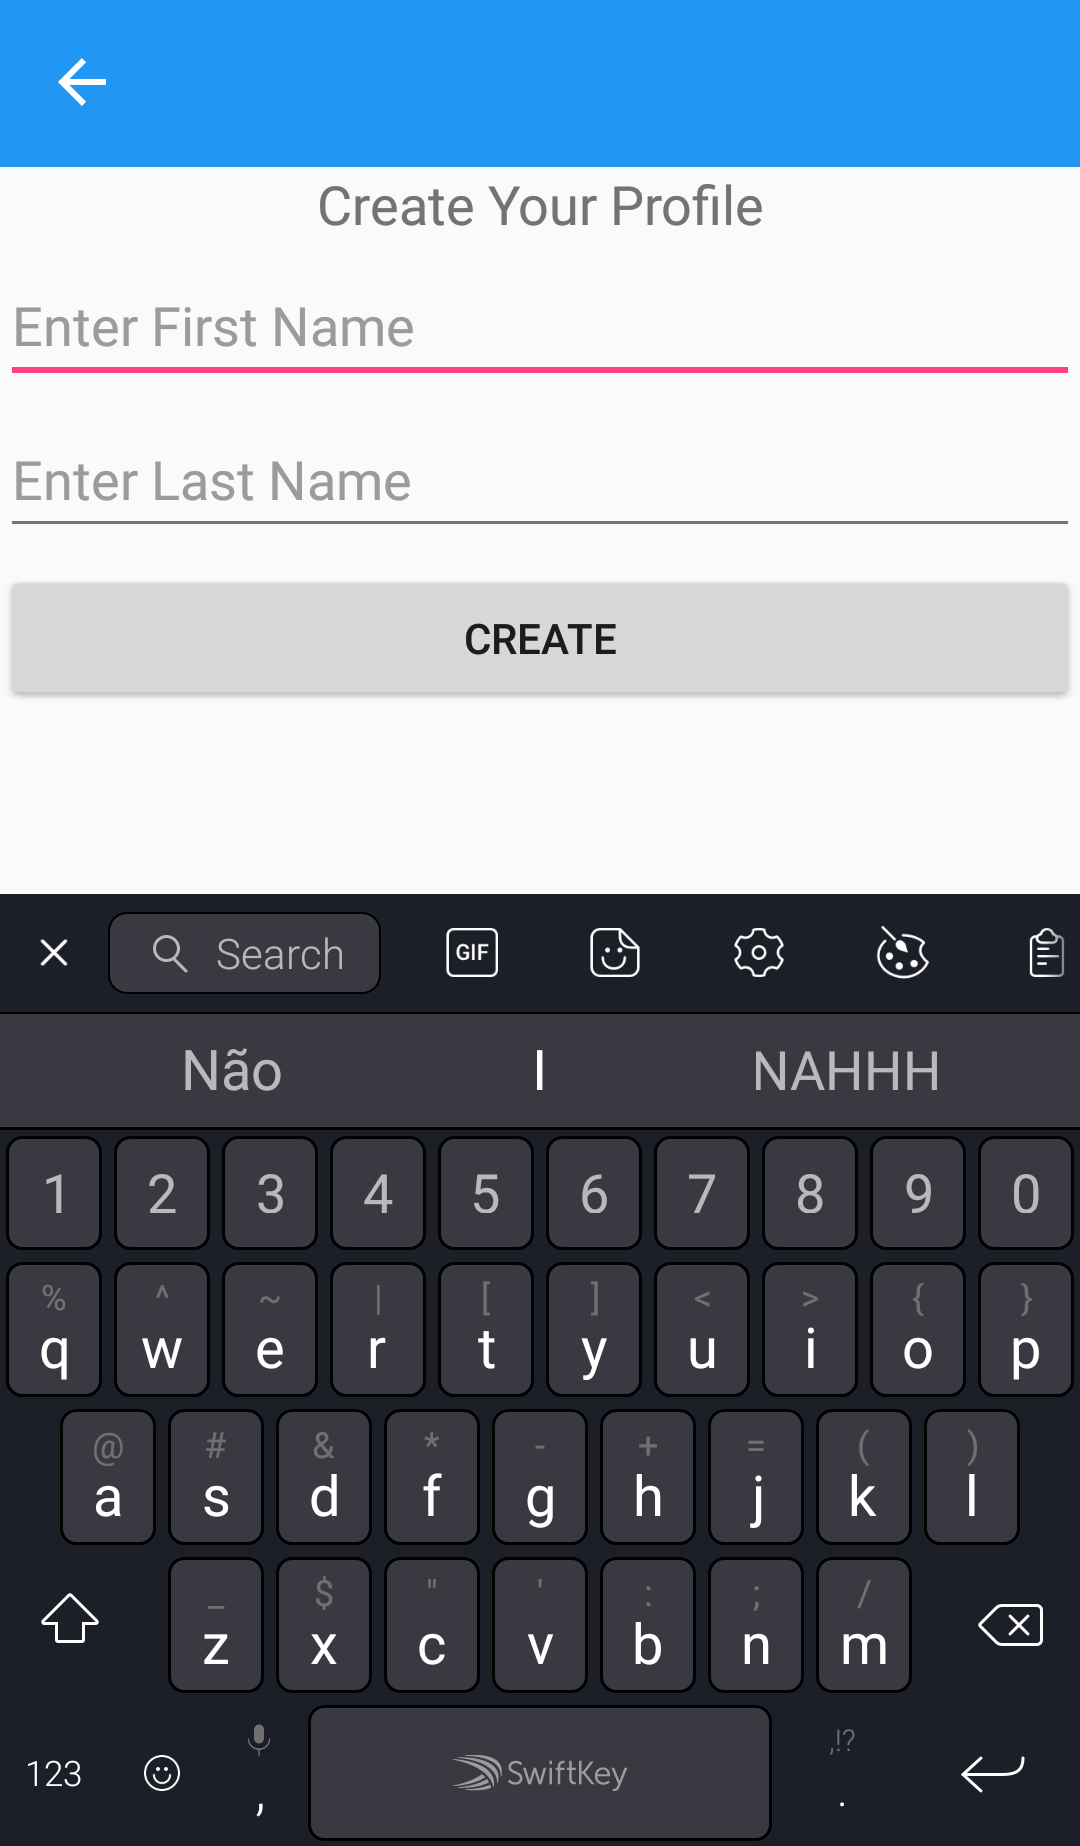 Create Your Profile
Enter First Name
Enter Last Name
CREATE
Search GIF
Não I NAHHH
1 2 3 4 5 6 7 8 9 0
% ^ ~ | [ ] < > { }
q w e r t y u i o p
@ # & * - + = ( )
a s d f g h j k l
_ $ " ' : ; /
z x c v b n m
,!?
123 , SwiftKey .